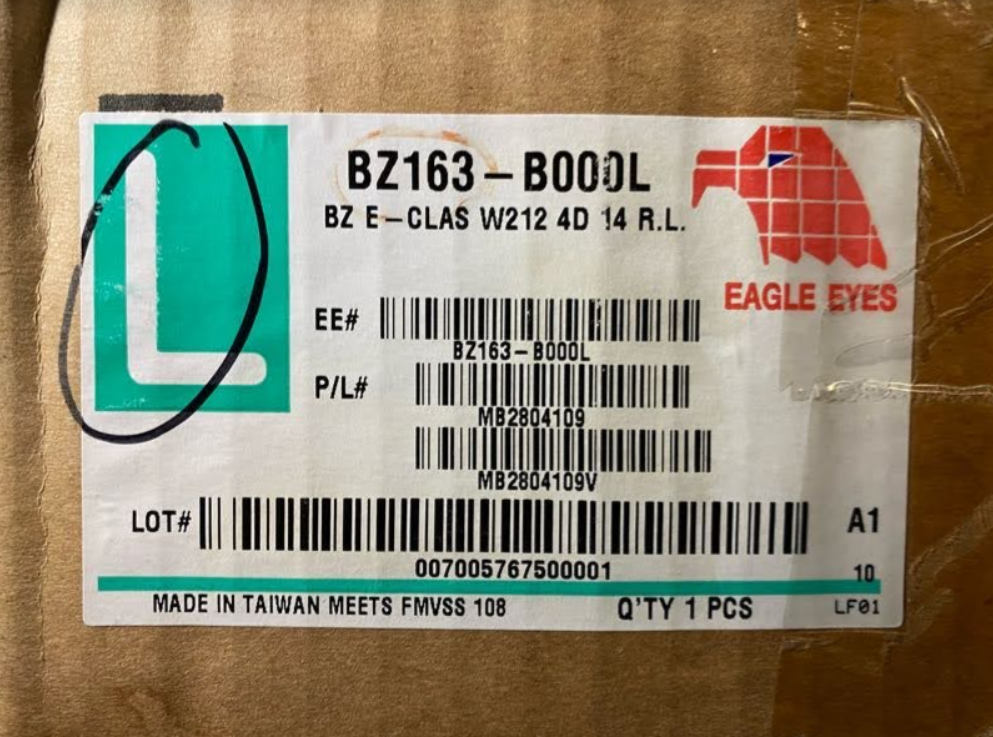 L
BZ163-B000L
BZ E-CLAS W212 4D 14 R.L.
EAGLE EYES
EE#
BZ163-B000L
P/L#
MB2804109
MB2804109V
LOT#
A1
007005767500001
10
MADE IN TAIWAN MEETS FMVSS 108 Q'TY 1 PCS LF01